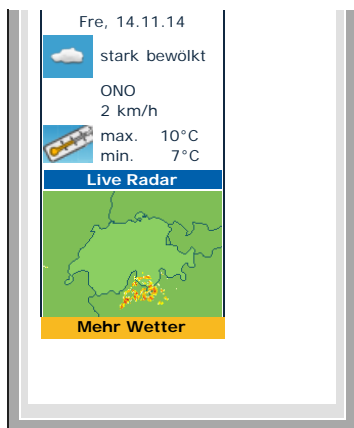 Fre, 14.11.14
stark bewölkt
ONO
2 km/h
max. 10°C
min. 7°C
Live Radar
Mehr Wetter